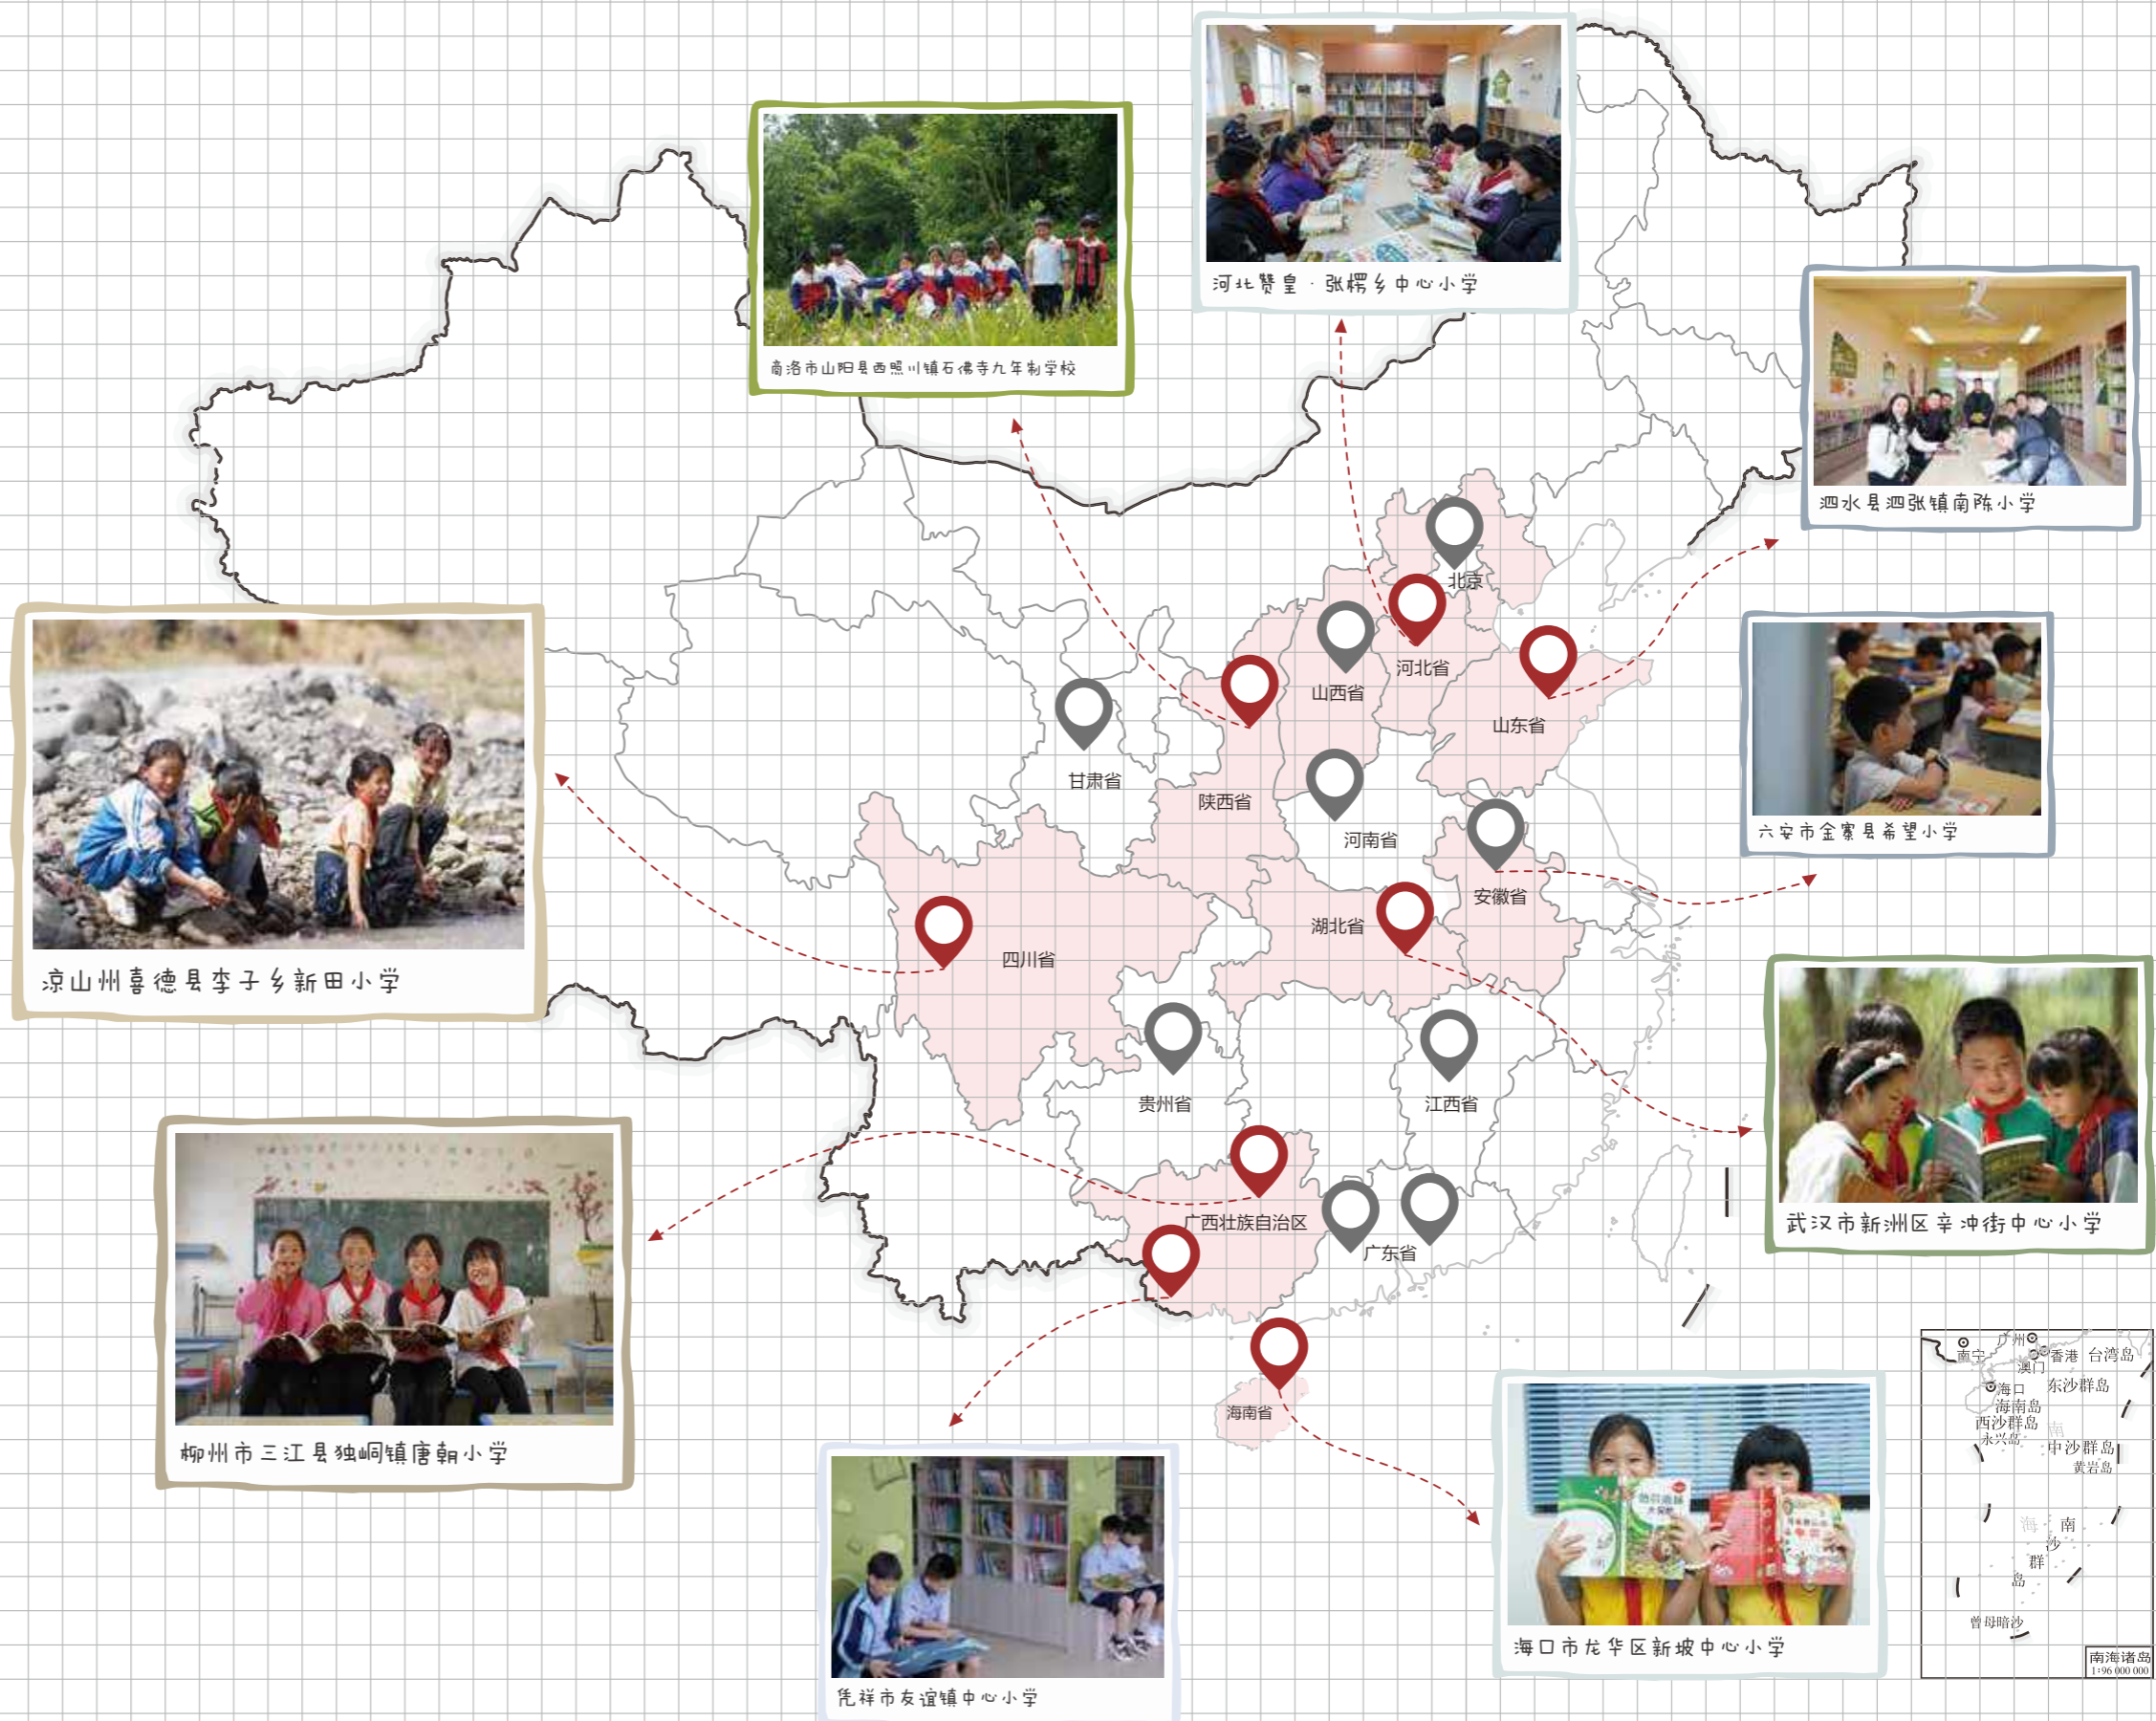 河北赞皇·张楞乡中心小学
商洛市山阳县西照川镇石佛寺九年制学校
泗水县泗张镇南陈小学
北京
河北省
山西省
山东省
甘肃省
陕西省
河南省
六安市金寨县希望小学
安徽省
湖北省
四川省
凉山州喜德县李子乡新田小学
贵州省
江西省
武汉市新洲区辛冲街中心小学
广西壮族自治区
广东省
柳州市三江县独峒镇唐朝小学
海南省
海口市龙华区新坡中心小学
凭祥市友谊镇中心小学
广州
南宁
香港
台湾岛
澳门
海口
东沙群岛
海南岛
西沙群岛
南
永兴岛
中沙群岛
黄岩岛
海
南
沙
群
岛
曾母暗沙
南海诸岛
1:96 000 000